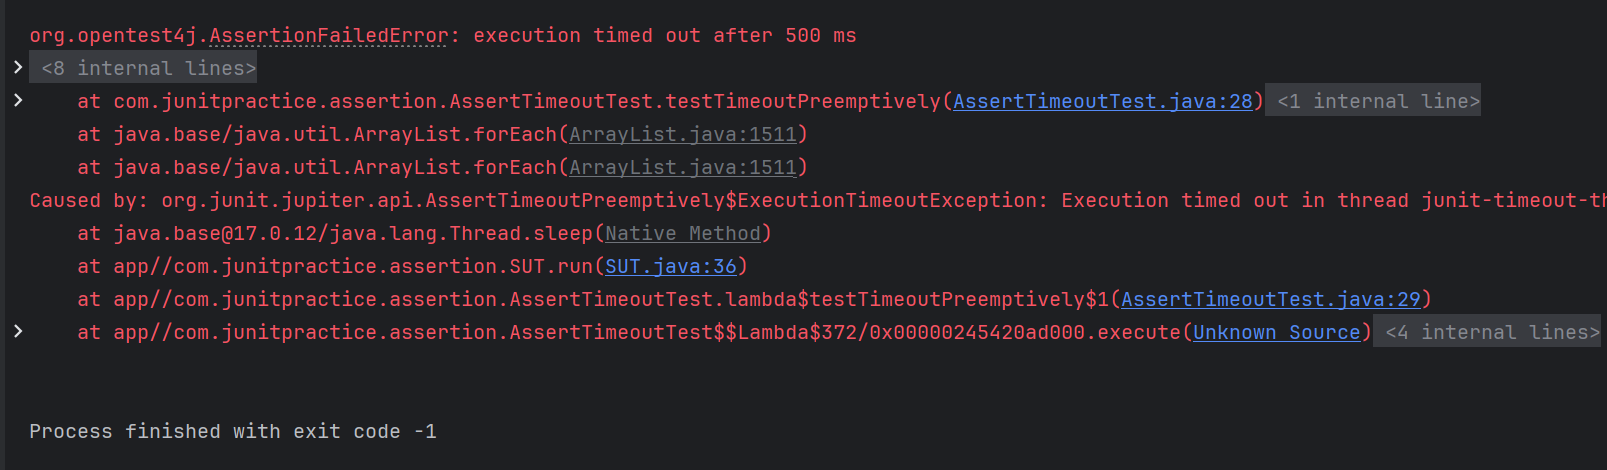 org.opentest4j.AssertionFailedError: execution timed out after 500 ms
<8 internal lines>
at com.junitpractice.assertion.AssertTimeoutTest.testTimeoutPreemptively(AssertTimeoutTest.java:28) <1 internal line>
at java.base/java.util.ArrayList.forEach(ArrayList.java:1511)
at java.base/java.util.ArrayList.forEach(ArrayList.java:1511)
Caused by: org.junit.jupiter.api.AssertTimeoutPreemptively$ExecutionTimeoutException: Execution timed out in thread junit-timeout-th
at java.base@17.0.12/java.lang.Thread.sleep(Native Method)
at app//com.junitpractice.assertion.SUT.run(SUT.java:36)
at app//com.junitpractice.assertion.AssertTimeoutTest.lambda$testTimeoutPreemptively$1(AssertTimeoutTest.java:29)
at app//com.junitpractice.assertion.AssertTimeoutTest$$Lambda$372/0x00000245420ad000.execute(Unknown Source) <4 internal lines>
Process finished with exit code -1